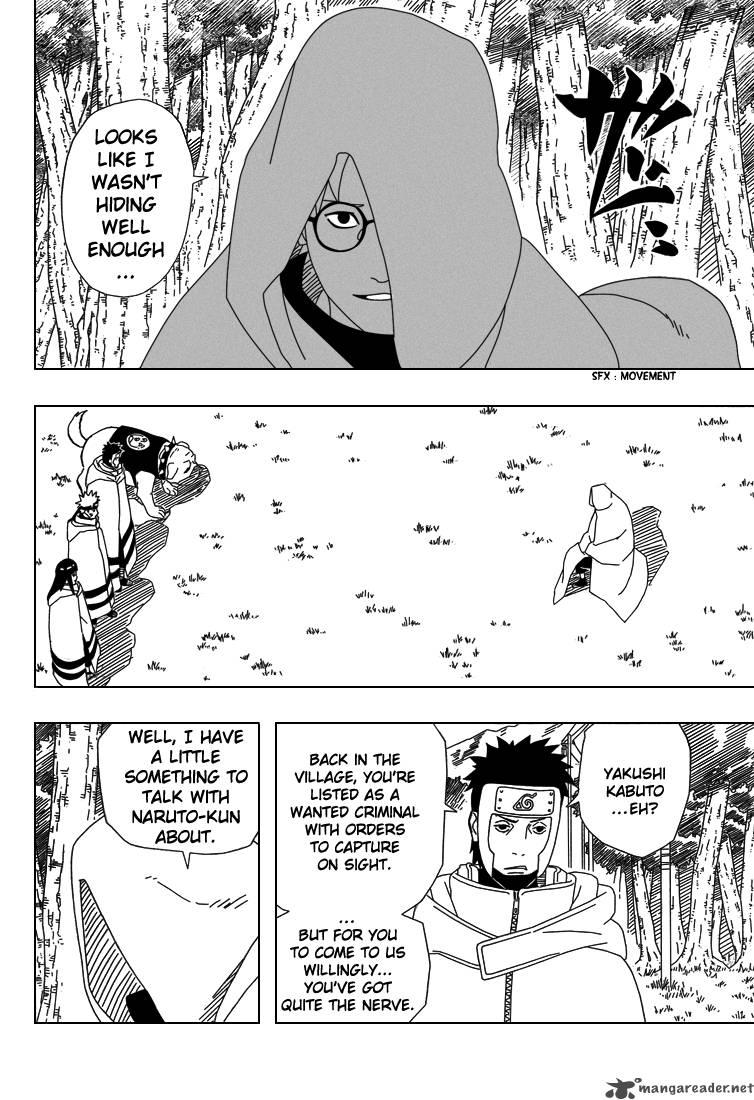 LOOKS
LIKE I
WASN'T
HIDING
WELL
ENOUGH
...
ザッ…
SFX : MOVEMENT
YAKUSHI
KABUTO
...EH?
BACK IN THE
VILLAGE, YOU'RE
LISTED AS A
WANTED CRIMINAL
WITH ORDERS
TO CAPTURE
ON SIGHT.
...
BUT FOR YOU
TO COME TO US
WILLINGLY...
YOU'VE GOT
QUITE THE NERVE.
WELL, I HAVE
A LITTLE
SOMETHING TO
TALK WITH
NARUTO-KUN
ABOUT.
mangareader.net